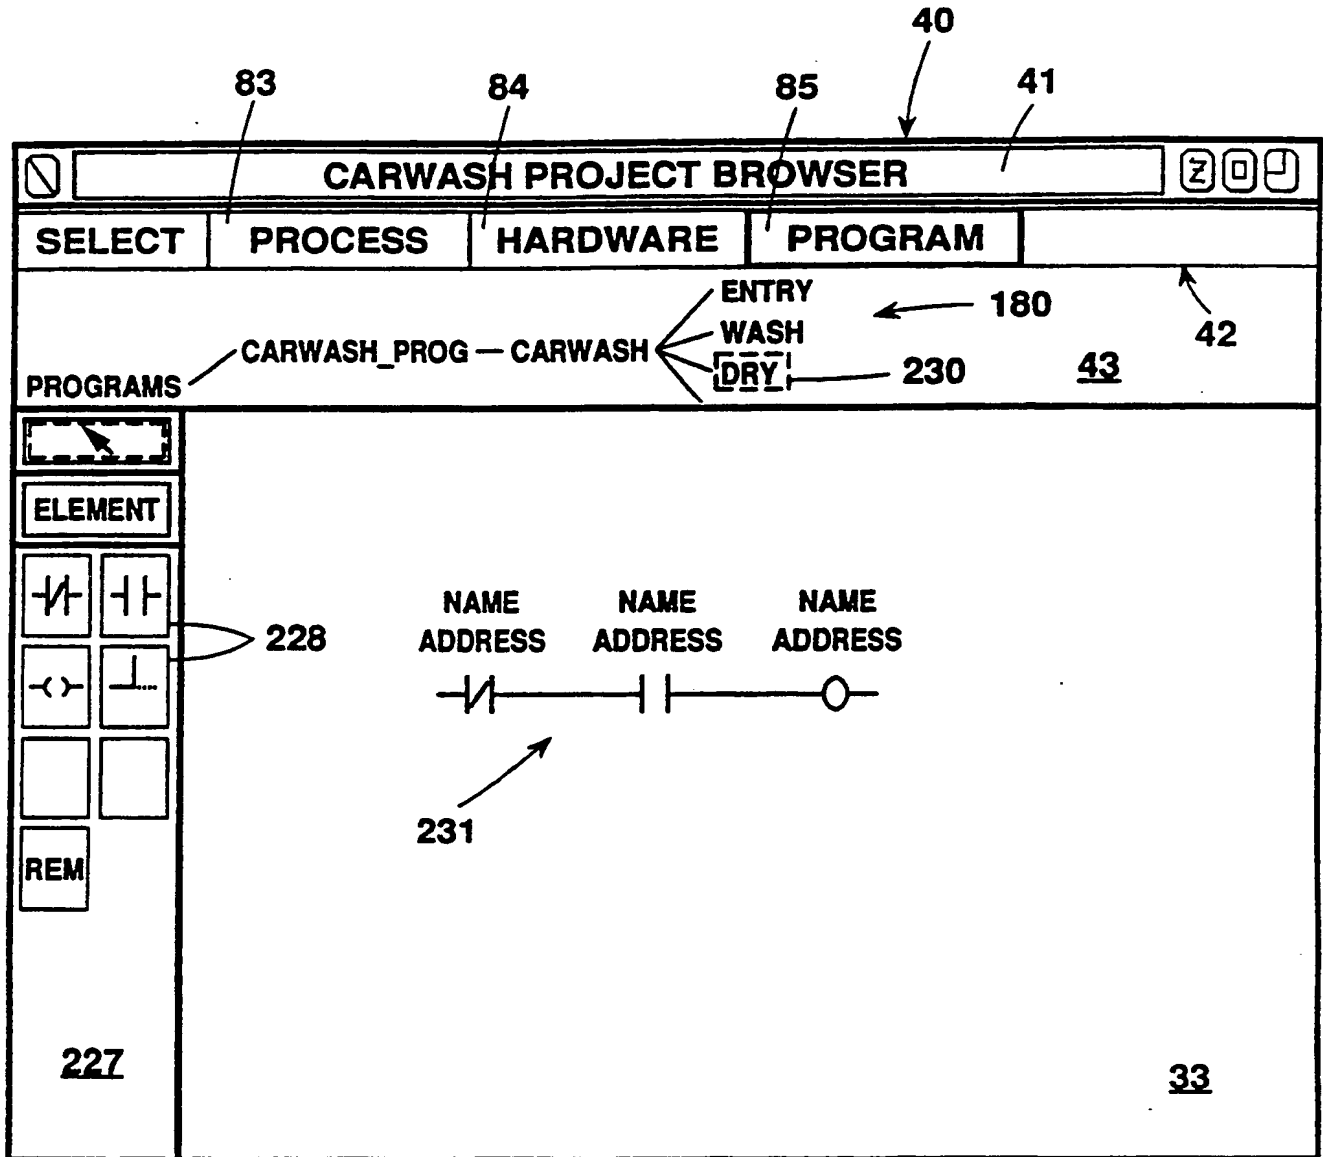 40
83 84 85 41
CARWASH PROJECT BROWSER Z
SELECT PROCESS HARDWARE PROGRAM
ENTRY
180
WASH
42
CARWASH_PROG — CARWASH
DRY 230 43
PROGRAMS
ELEMENT
NAME NAME NAME
ADDRESS ADDRESS ADDRESS
228
231
REM
227
33